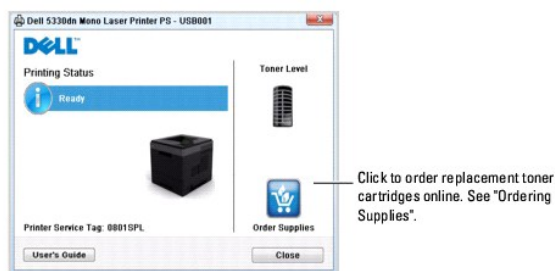 Dell 5330dn Mono Laser Printer PS - USB001
DELL™
Printing Status
Toner Level
Ready
Click to order replacement toner
cartridges online. See "Ordering
Supplies".
Printer Service Tag: 0801SPL
Order Supplies
User's Guide
Close